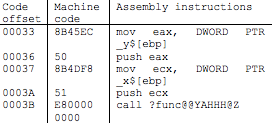 Code Machine Assembly instructions
offset code
00033 8B45EC mov eax, DWORD PTR
_y$[ebp]
00036 50 push eax
00037 8B4DF8 mov ecx, DWORD PTR
_x$[ebp]
0003A 51 push ecx
0003B E80000 call ?func@@YAHHH@Z
0000